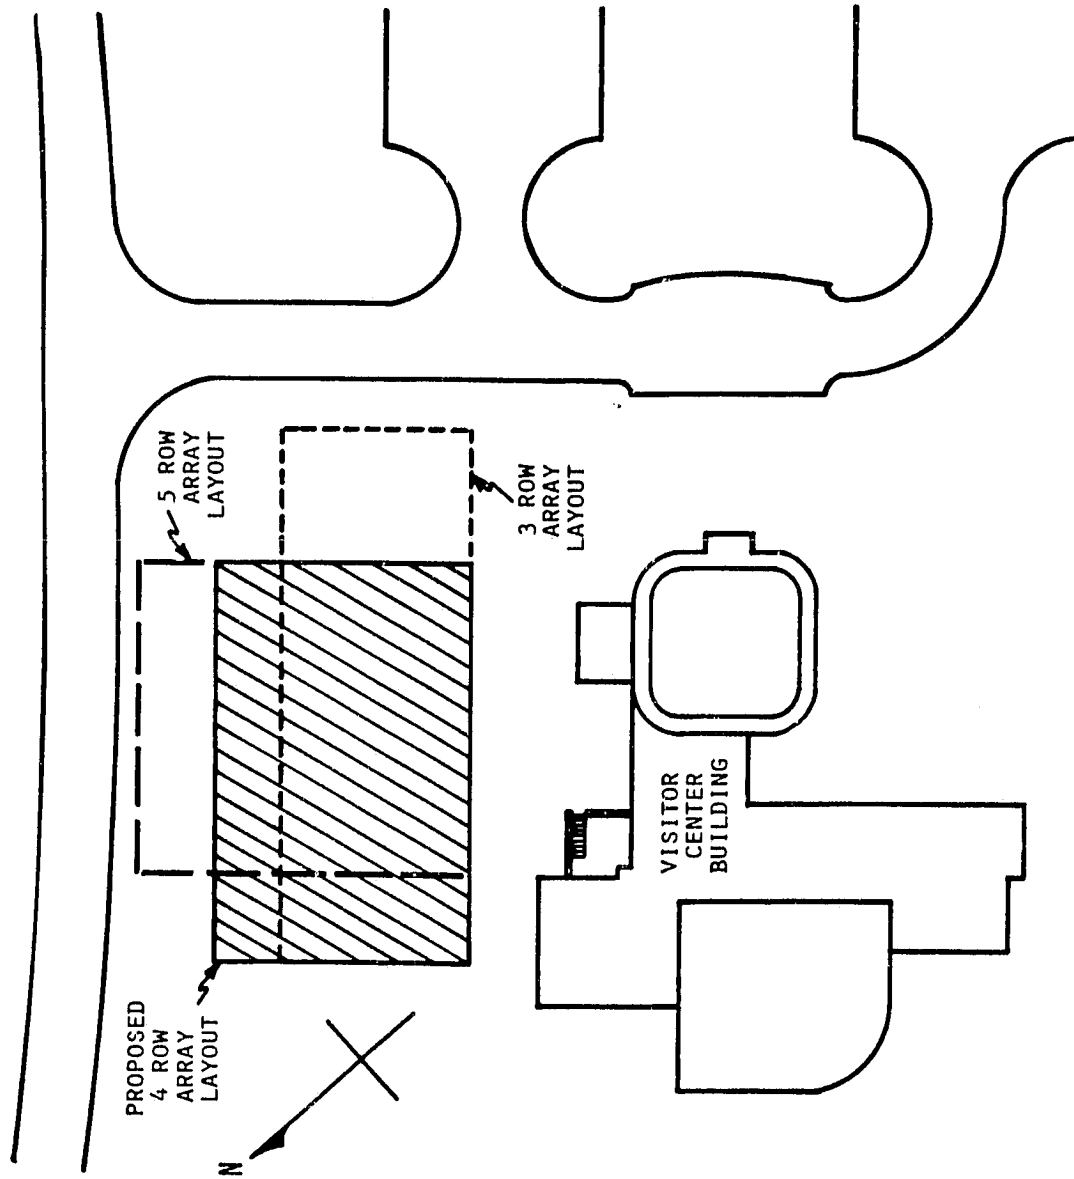 5 ROW
ARRAY
LAYOUT
3 ROW
ARRAY
LAYOUT
VISITOR
CENTER
BUILDING
PROPOSED
4 ROW
ARRAY
LAYOUT
N